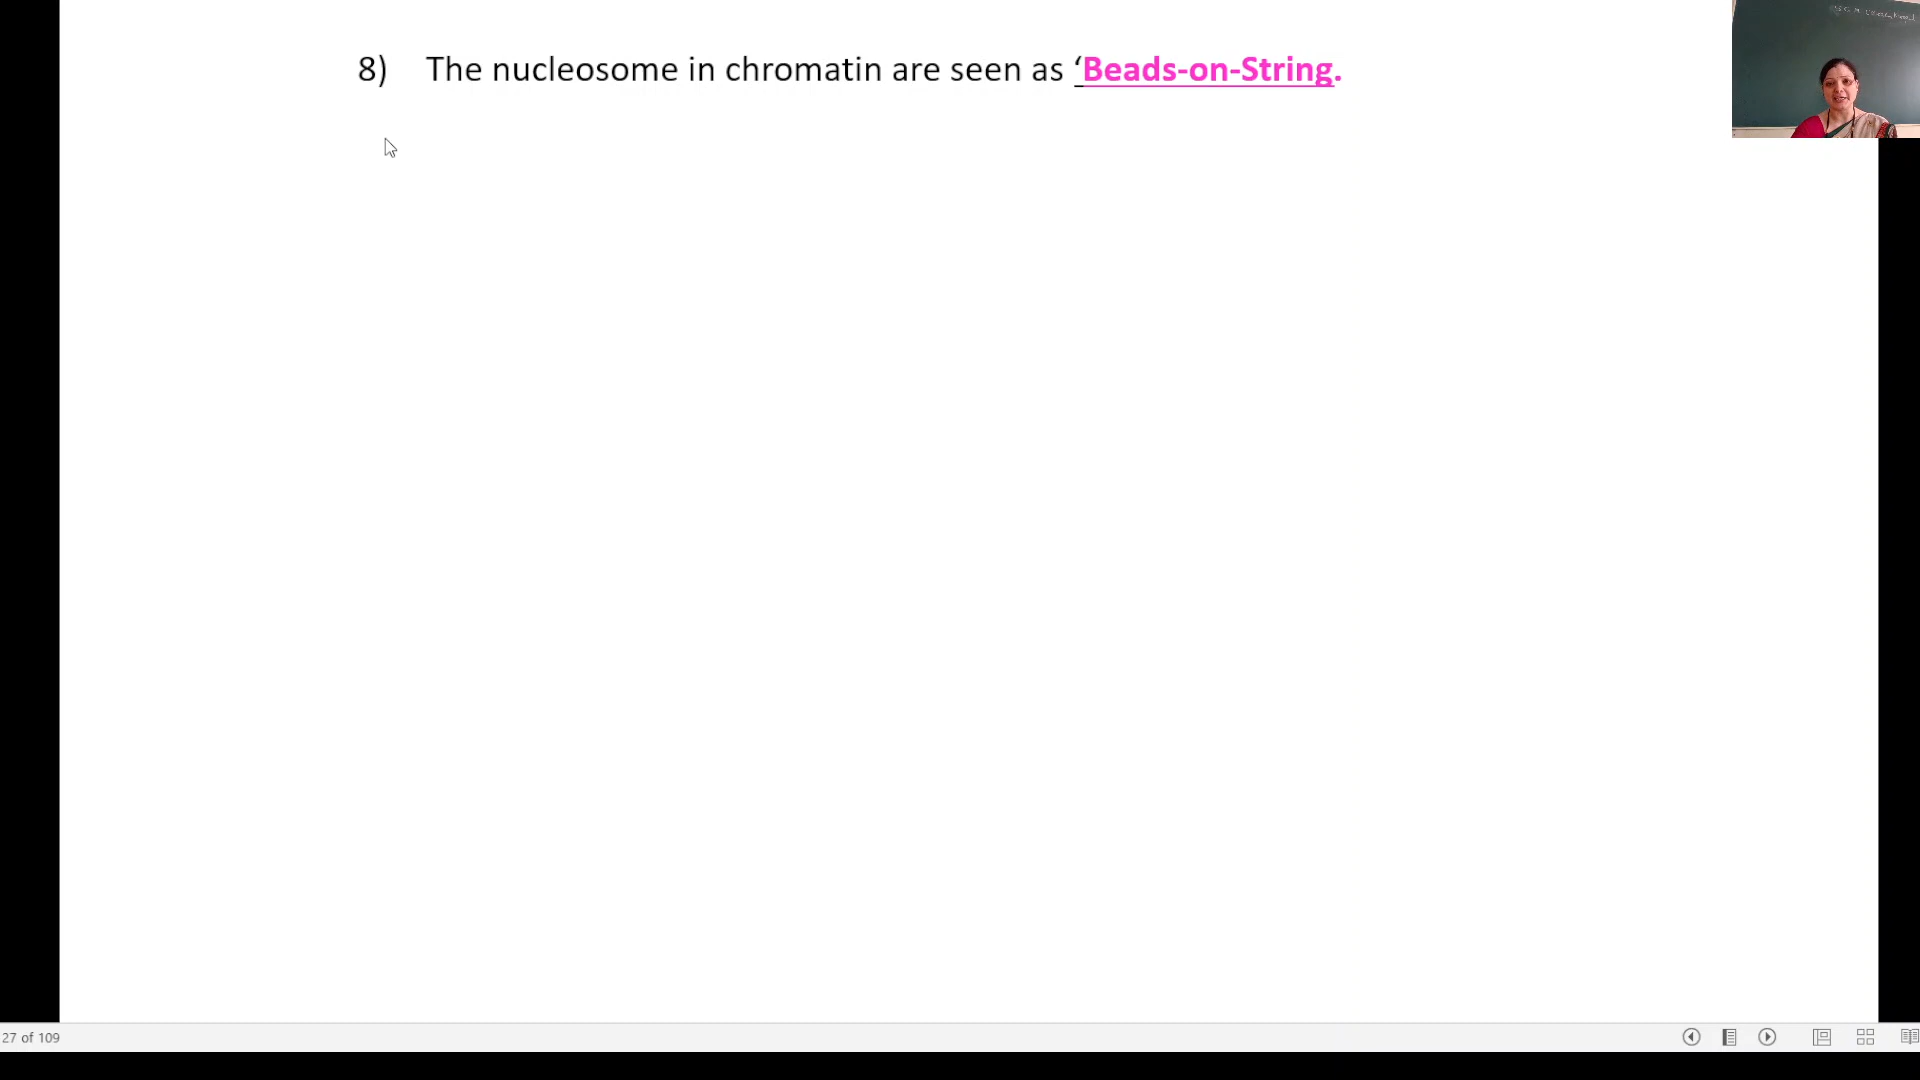 8) The nucleosome in chromatin are seen as ‘Beads-on-String.
27 of 109